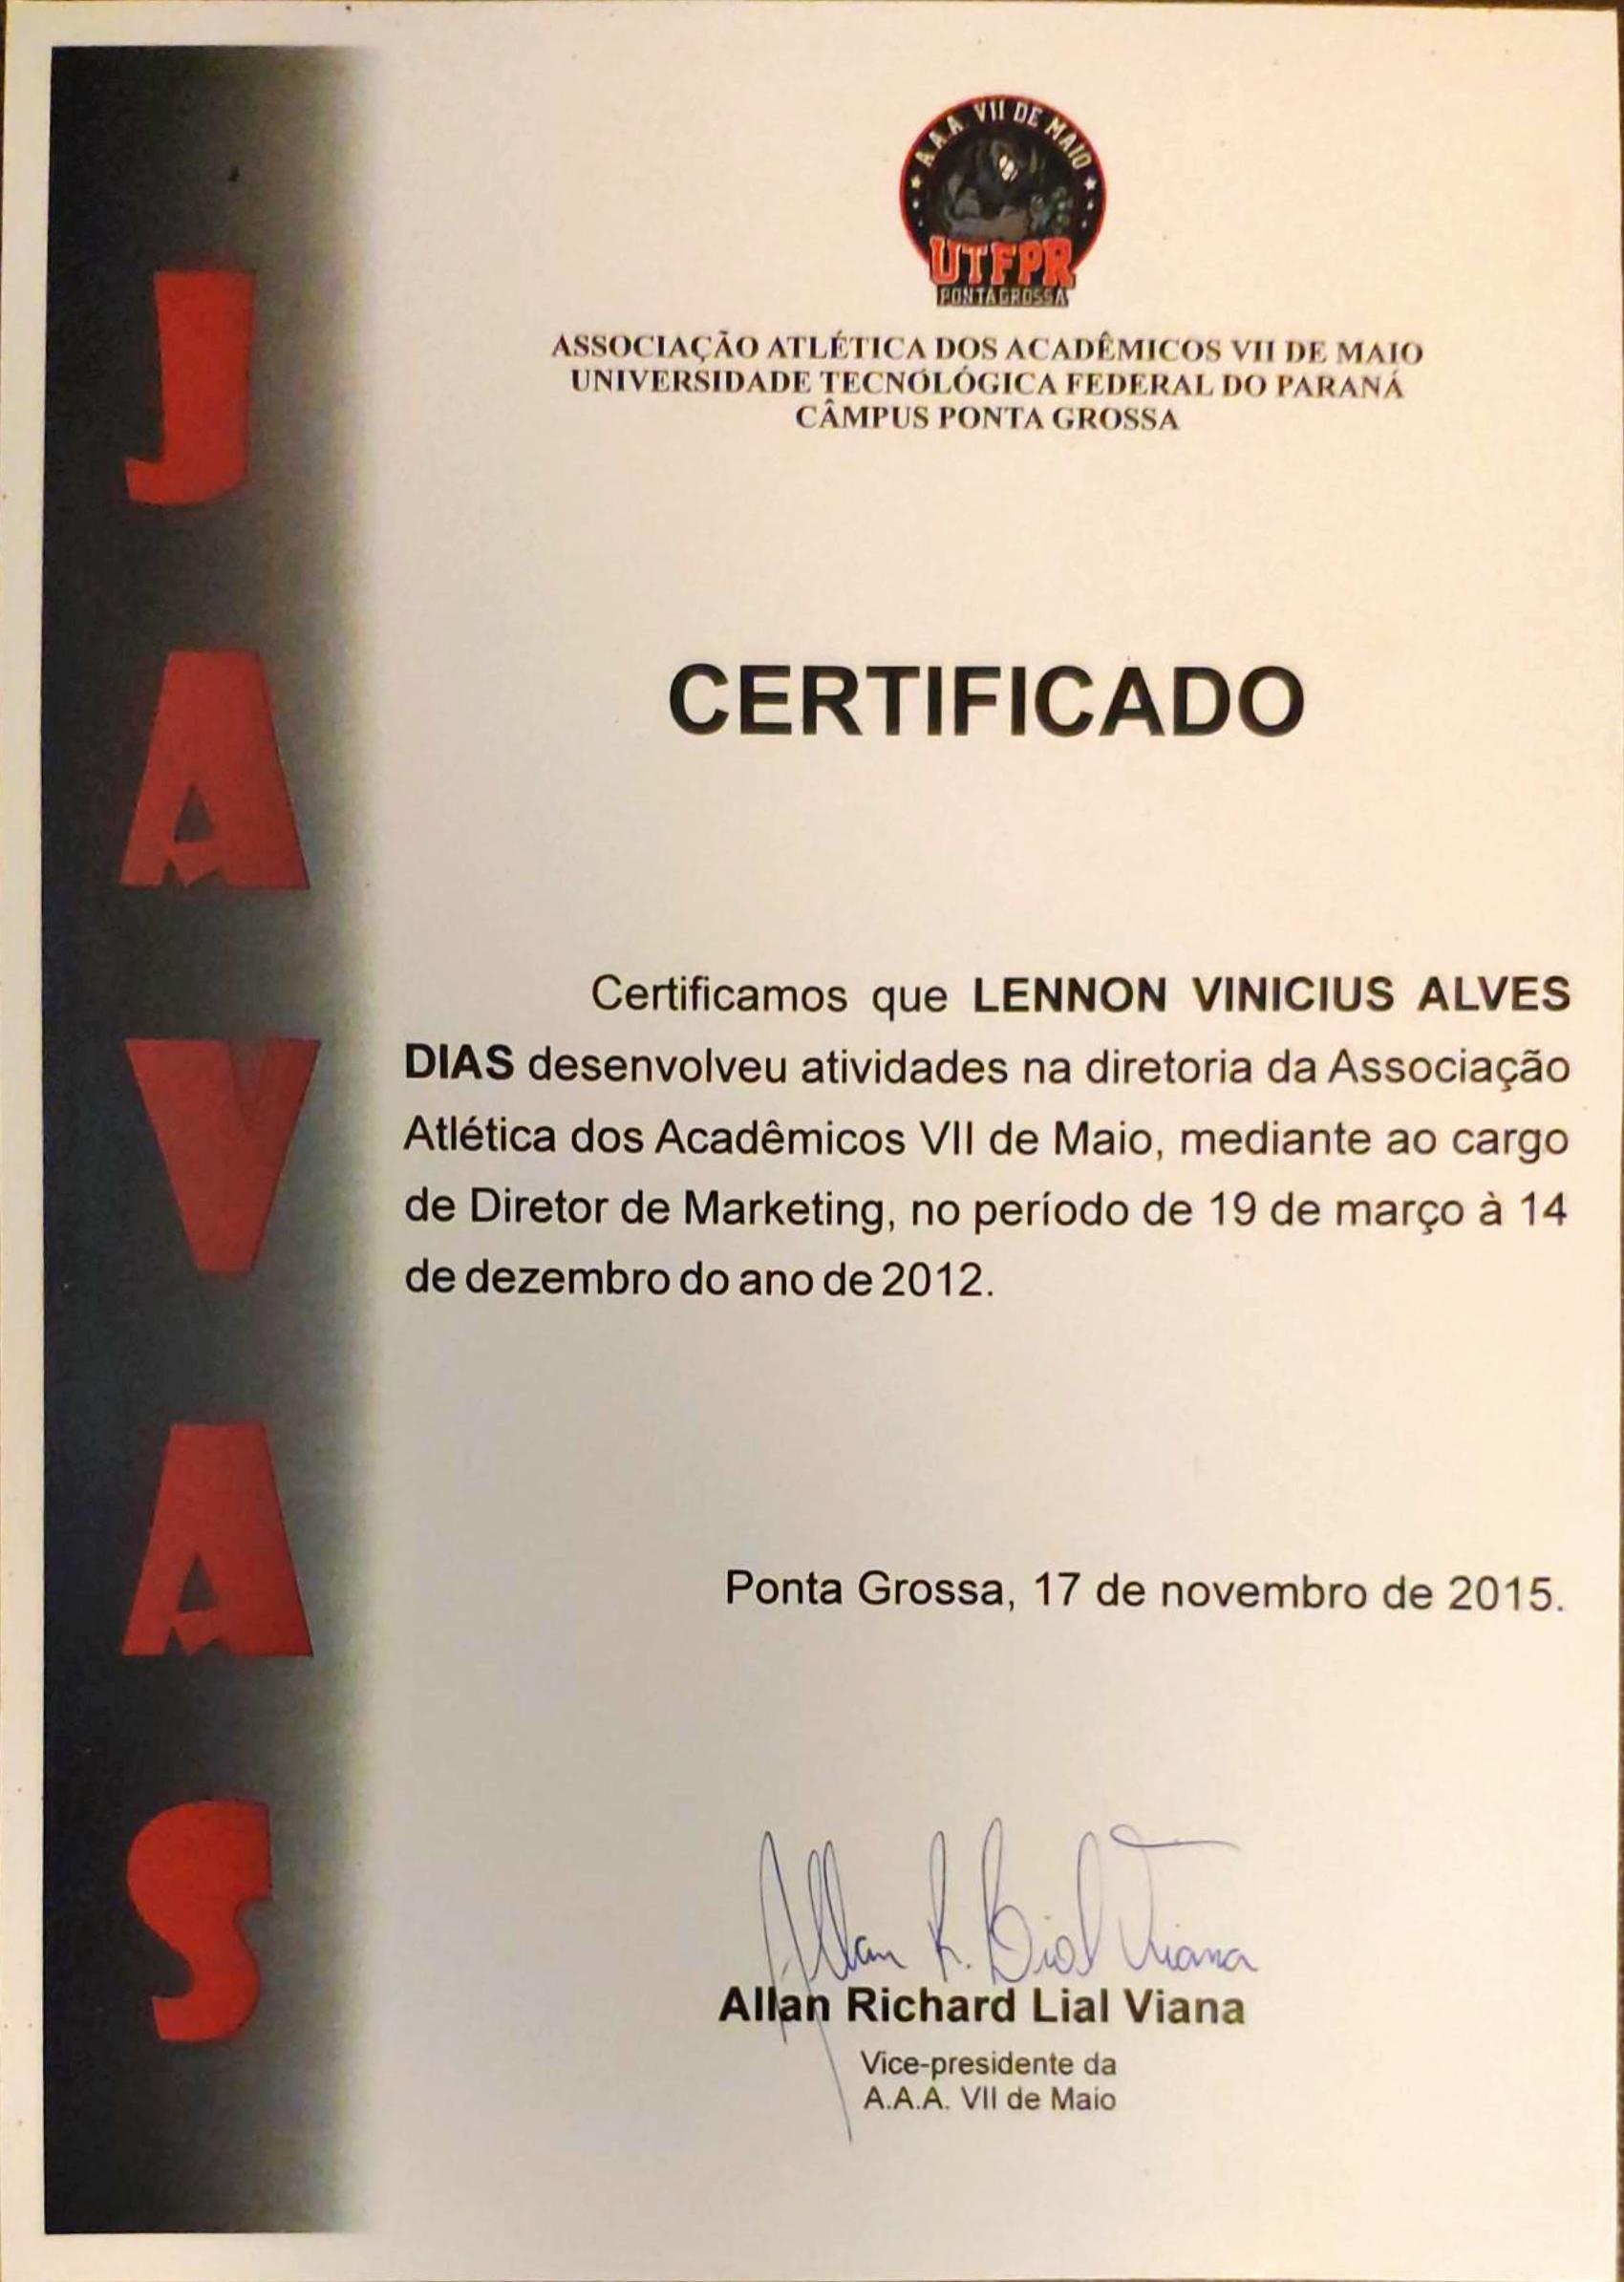 A.A.A. VII DE MAIO
UTFPR
PONTA GROSSA
ASSOCIAÇÃO ATLÉTICA DOS ACADÊMICOS VII DE MAIO
UNIVERSIDADE TECNOLÓGICA FEDERAL DO PARANÁ
CÂMPUS PONTA GROSSA
JAVAS
CERTIFICADO
Certificamos que LENNON VINICIUS ALVES
DIAS desenvolveu atividades na diretoria da Associação
Atlética dos Acadêmicos VII de Maio, mediante ao cargo
de Diretor de Marketing, no período de 19 de março à 14
de dezembro do ano de 2012.
Ponta Grossa, 17 de novembro de 2015.
Allan R. Lial Viana
Allan Richard Lial Viana
Vice-presidente da
A.A.A. VII de Maio